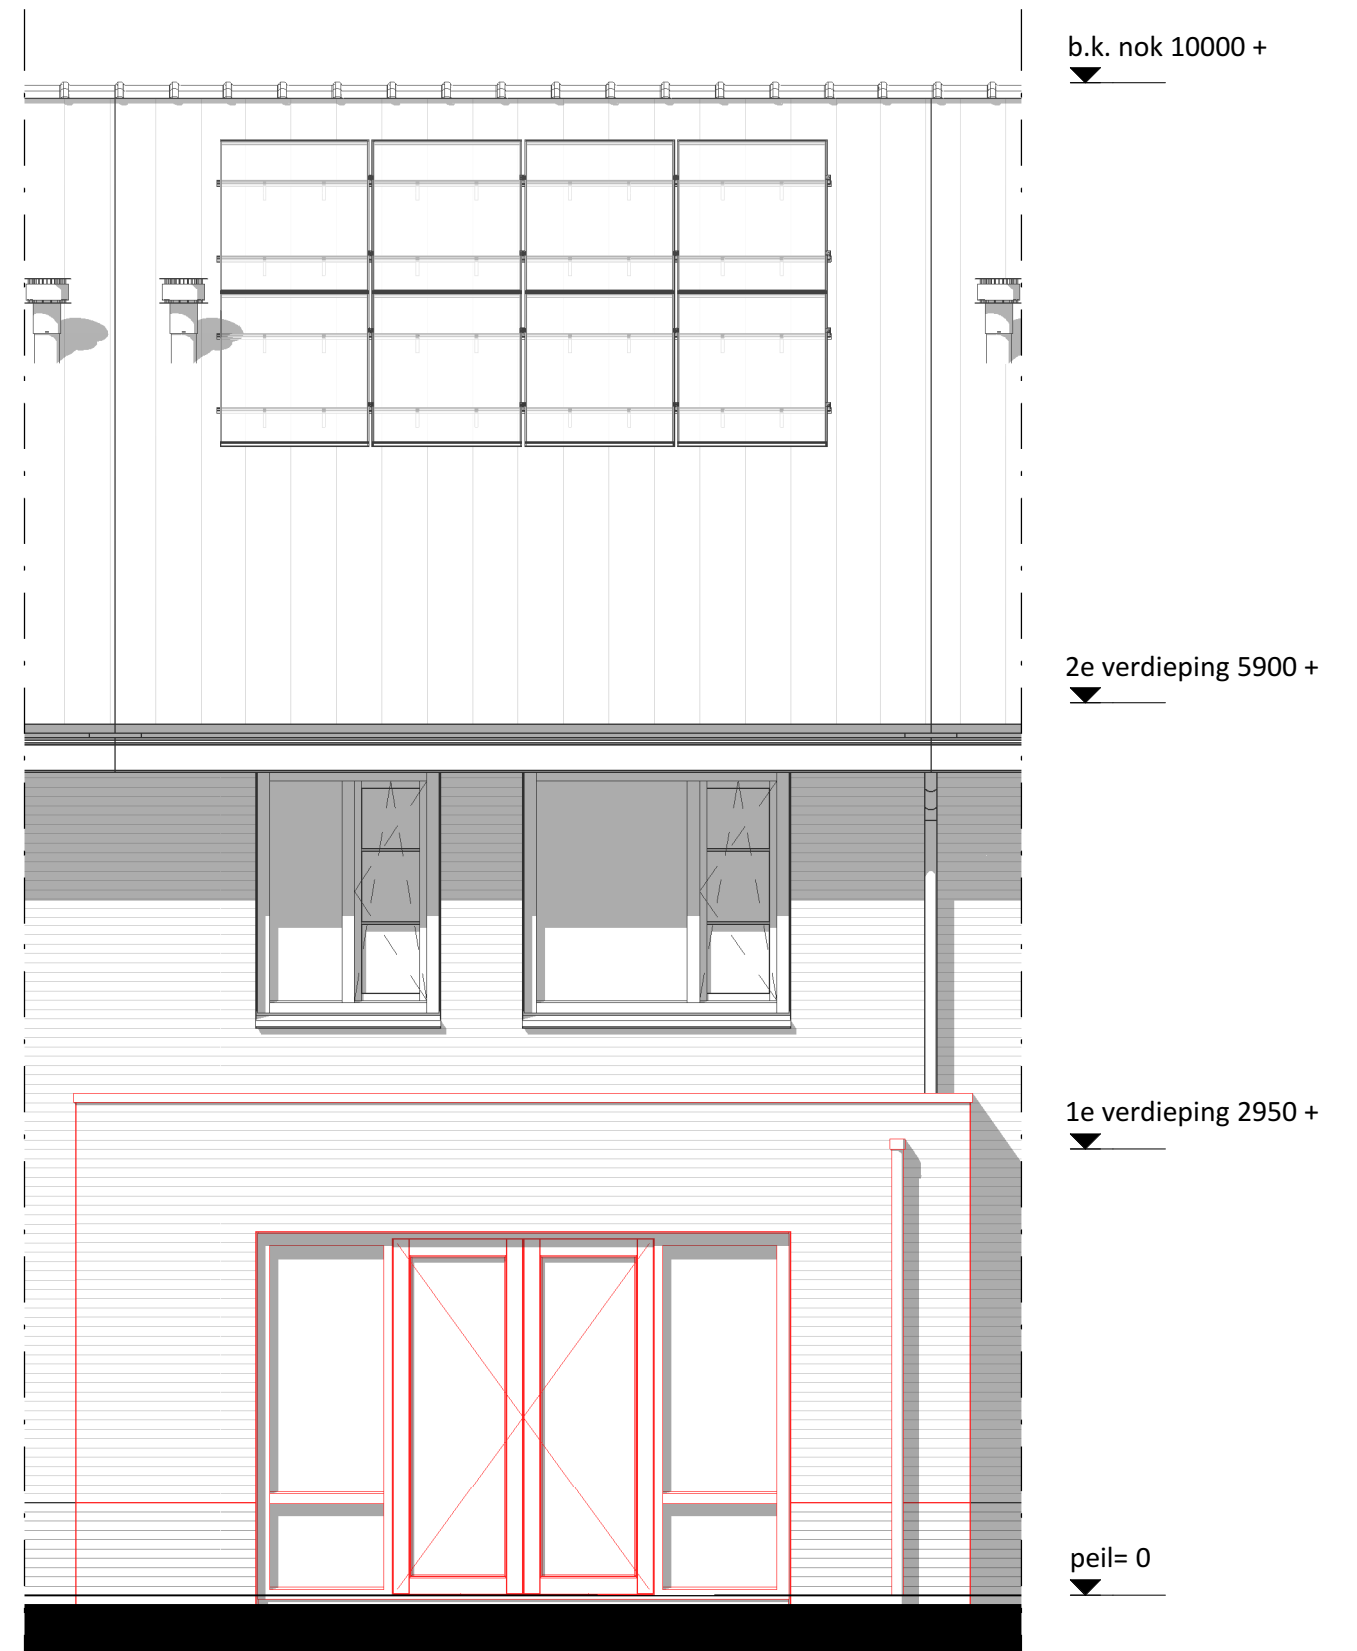 b.k. nok 10000 +
2e verdieping 5900 +
1e verdieping 2950 +
peil= 0